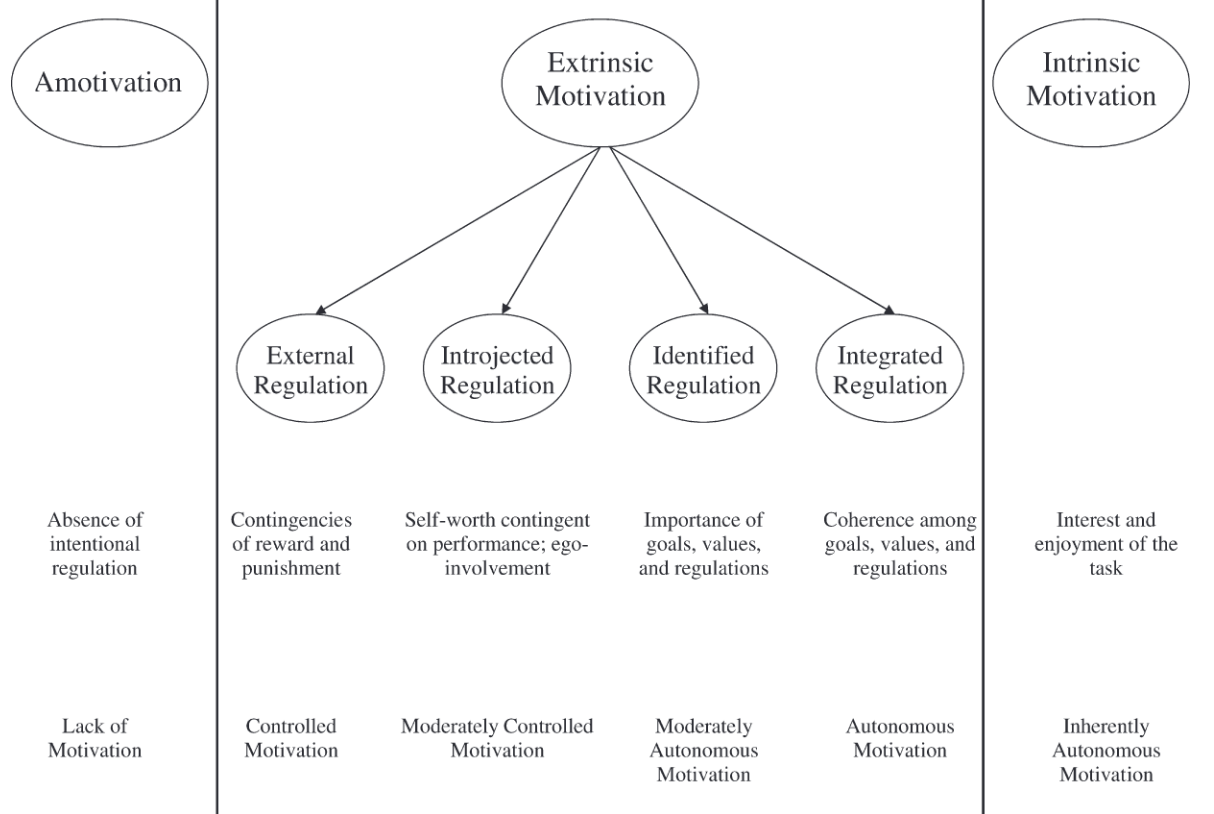 Amotivation
Extrinsic
Motivation
Intrinsic
Motivation
External
Regulation
Introjected
Regulation
Identified
Regulation
Integrated
Regulation
Absence of
intentional
regulation
Contingencies
of reward and
punishment
Self-worth contingent
on performance; ego-
involvement
Importance of
goals, values,
and regulations
Coherence among
goals, values, and
regulations
Interest and
enjoyment of the
task
Lack of
Motivation
Controlled
Motivation
Moderately Controlled
Motivation
Moderately
Autonomous
Motivation
Autonomous
Motivation
Inherently
Autonomous
Motivation